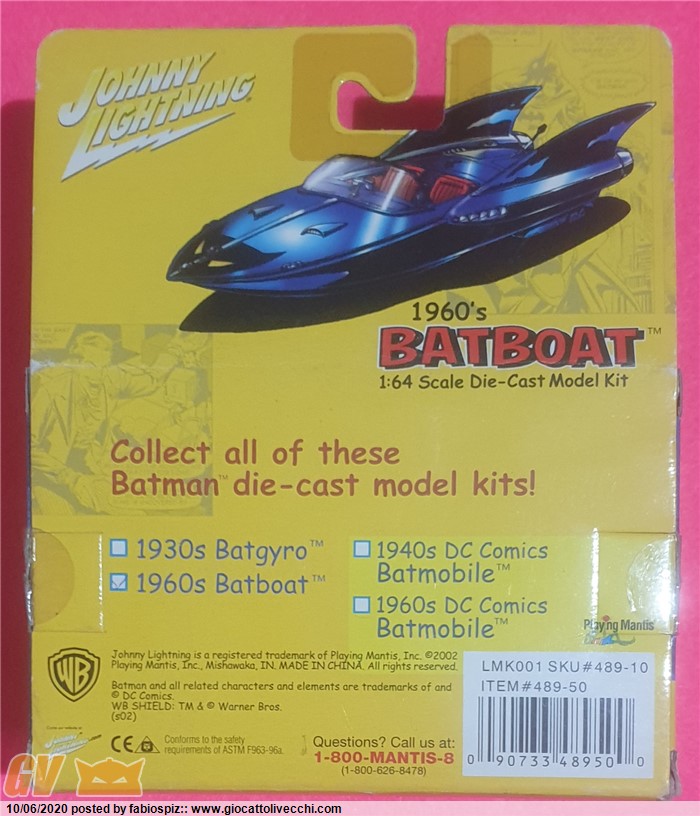 JOHNNY
LIGHTNING
1960's
BATBOAT™
1:64 Scale Die-Cast Model Kit
Collect all of these
Batman™ die-cast model kits!
1930s Batgyro™
1960s Batboat™
1940s DC Comics
Batmobile™
1960s DC Comics
Batmobile™
Playing Mantis
WB
Johnny Lightning is a registered trademark of Playing Mantis, Inc. ©2002
Playing Mantis, Inc., Mishawaka, IN. MADE IN CHINA. All rights reserved.
Batman and all related characters and elements are trademarks of and
© DC Comics.
WB SHIELD: TM & © Warner Bros.
(s02)
LMK001 SKU#489-10
ITEM#489-50
0 90733 48950 0
CE
Conforms to the safety
requirements of ASTM F963-96a.
Questions? Call us at:
1-800-MANTIS-8
(1-800-626-8478)
GV
10/06/2020 posted by fabiospiz:: www.giocattolivecchi.com